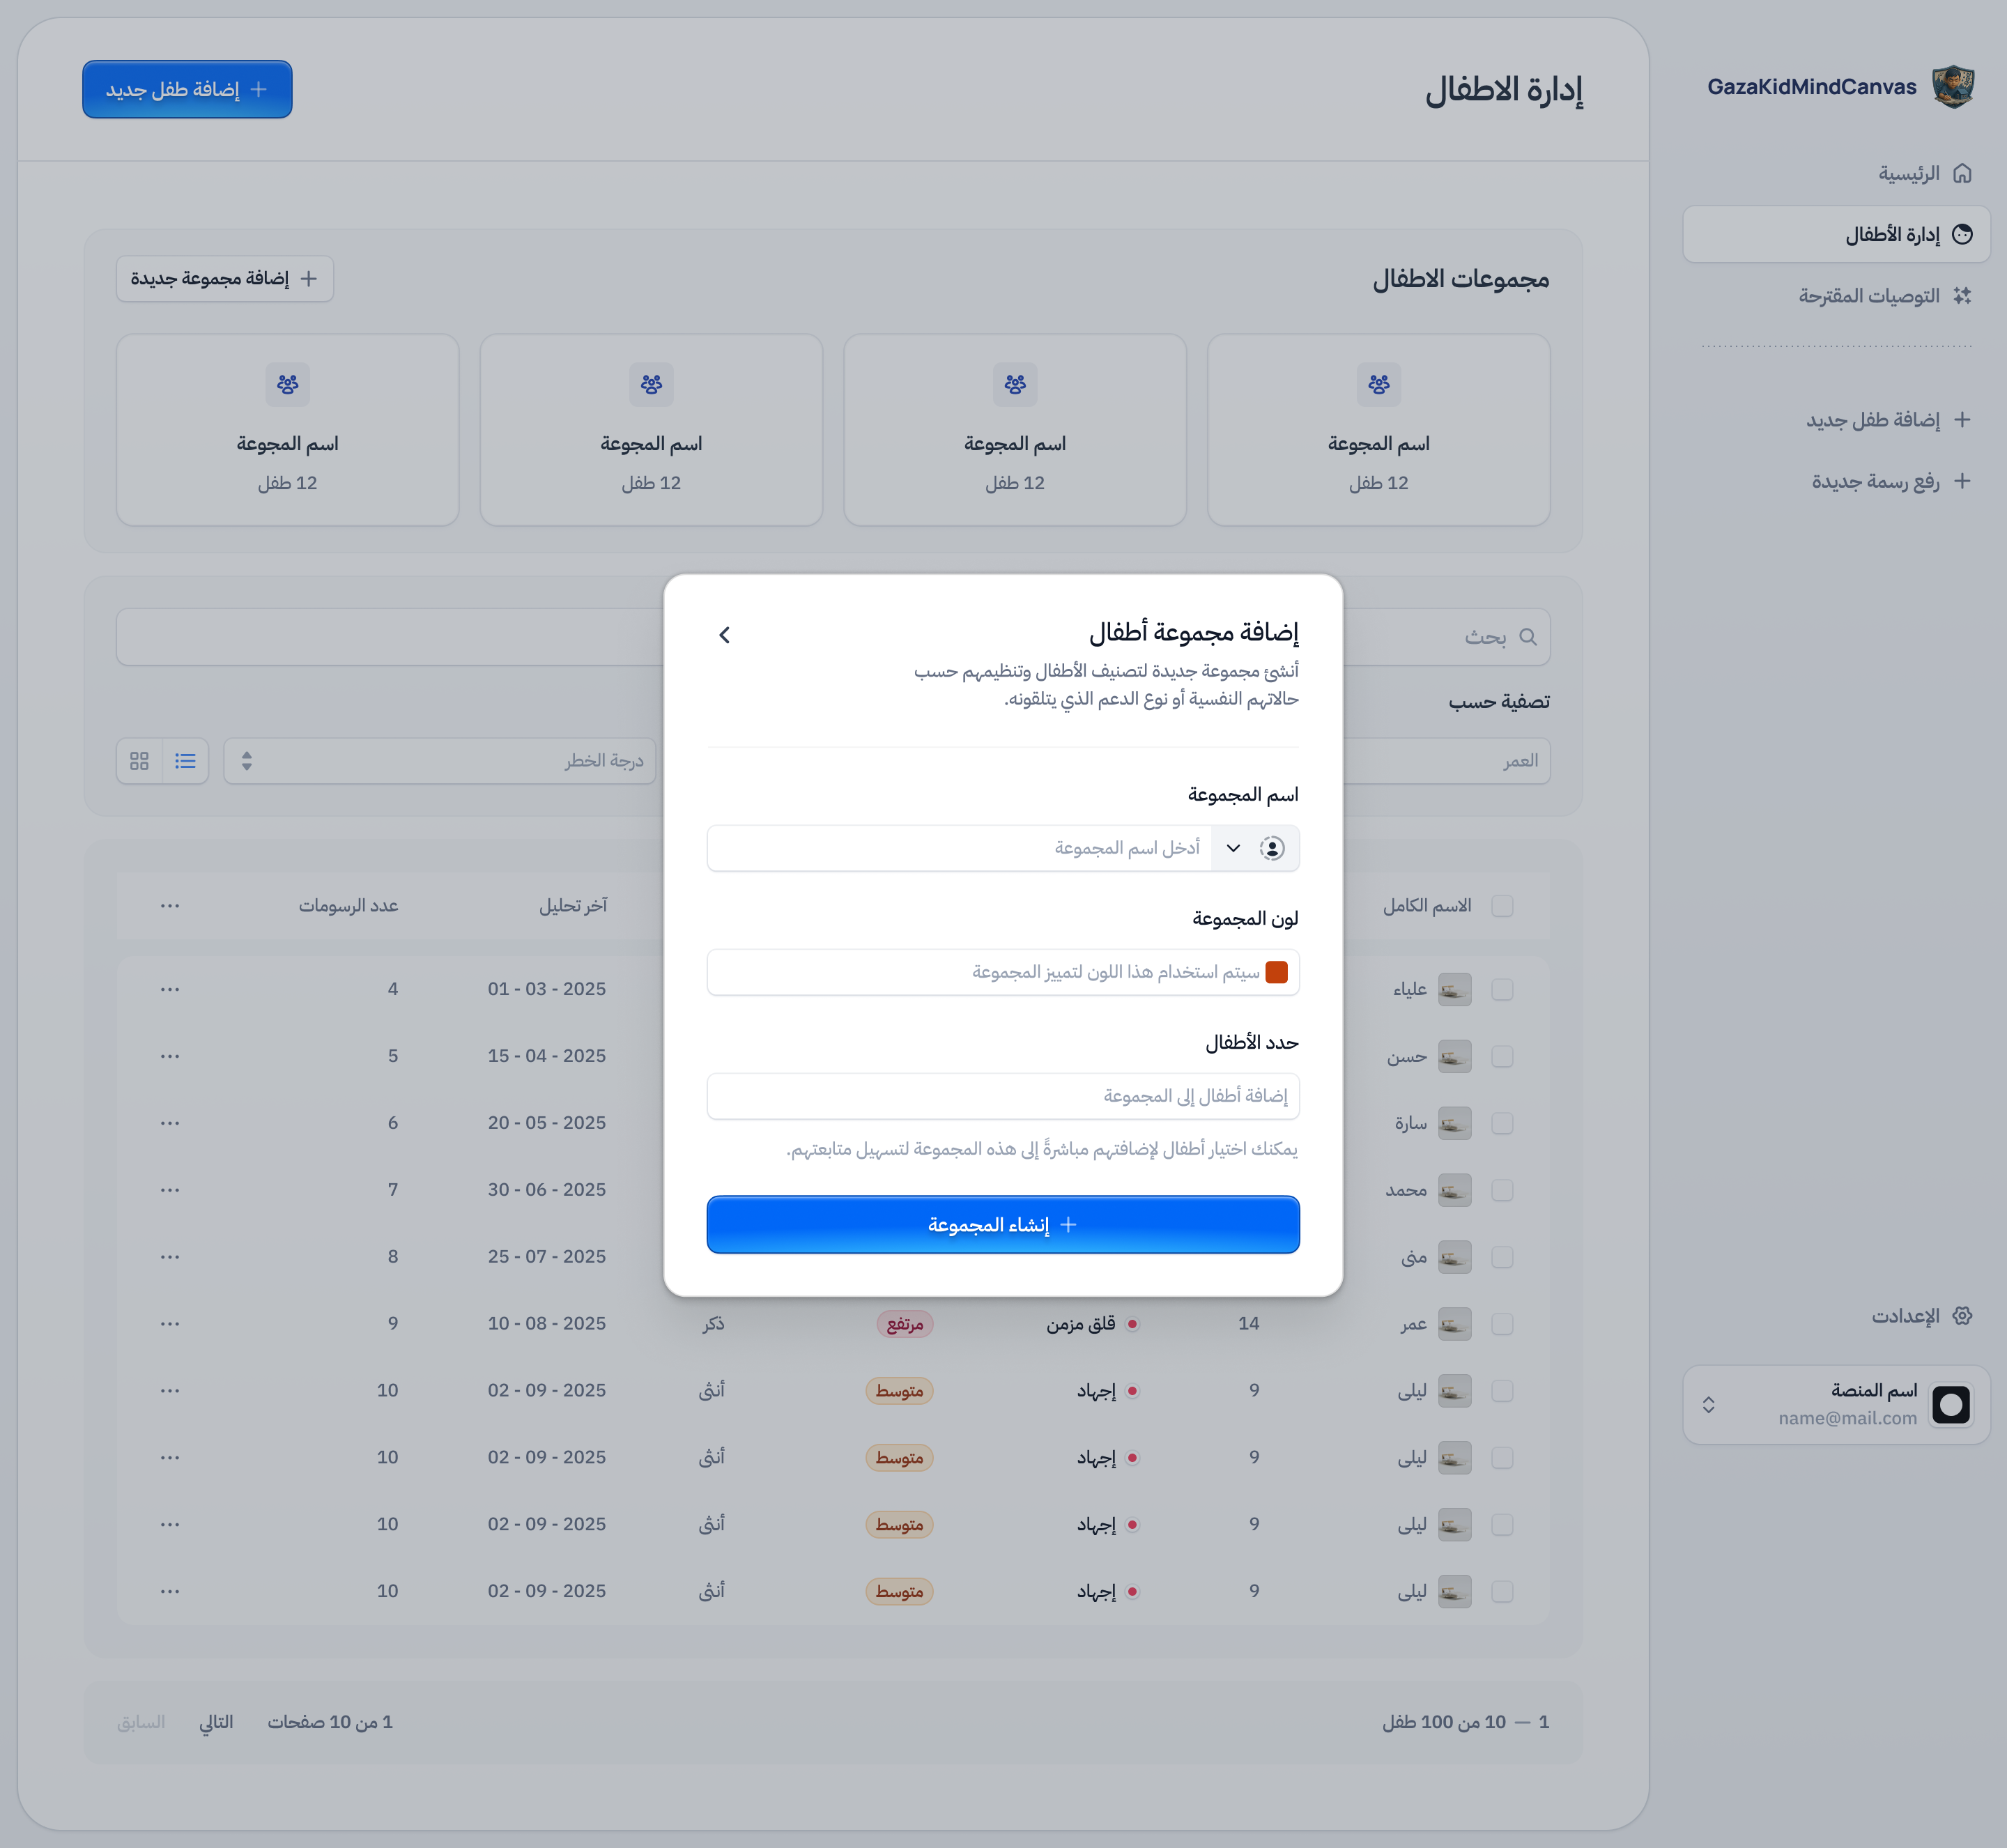 GazaKidMindCanvas
الرئيسية
إدارة الأطفال
التوصيات المقترحة
إضافة طفل جديد
رفع رسمة جديدة
الإعدادت
اسم المنصة
name@mail.com
إدارة الاطفال
إضافة طفل جديد
مجموعات الاطفال
إضافة مجموعة جديدة
اسم المجوعة
12 طفل
اسم المجوعة
12 طفل
اسم المجوعة
12 طفل
اسم المجوعة
12 طفل
بحث
تصفية حسب
العمر
درجة الخطر
إضافة مجموعة أطفال
أنشئ مجموعة جديدة لتصنيف الأطفال وتنظيمهم حسب
حالاتهم النفسية أو نوع الدعم الذي يتلقونه.
اسم المجموعة
أدخل اسم المجموعة
لون المجموعة
سيتم استخدام هذا اللون لتمييز المجموعة
حدد الأطفال
إضافة أطفال إلى المجموعة
يمكنك اختيار أطفال لإضافتهم مباشرةً إلى هذه المجموعة لتسهيل متابعتهم.
إنشاء المجموعة
الاسم الكامل آخر تحليل عدد الرسومات
علياء 01 - 03 - 2025 4
حسن 15 - 04 - 2025 5
سارة 20 - 05 - 2025 6
محمد 30 - 06 - 2025 7
منى 25 - 07 - 2025 8
عمر 14 قلق مزمن مرتفع ذكر 10 - 08 - 2025 9
ليلى 9 إجهاد متوسط أنثى 02 - 09 - 2025 10
ليلى 9 إجهاد متوسط أنثى 02 - 09 - 2025 10
ليلى 9 إجهاد متوسط أنثى 02 - 09 - 2025 10
ليلى 9 إجهاد متوسط أنثى 02 - 09 - 2025 10
1 — 10 من 100 طفل
1 من 10 صفحات
التالي
السابق